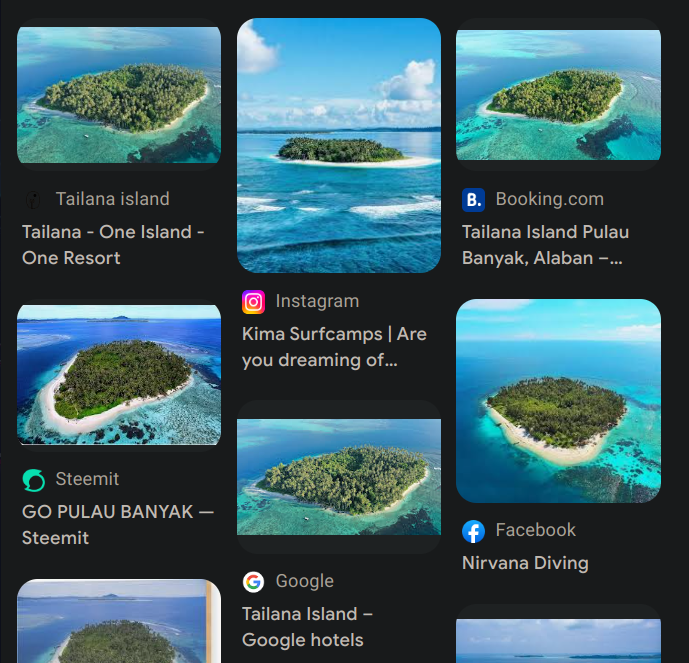 Tailana island
Tailana - One Island -
One Resort
Instagram
Kima Surfcamps | Are
you dreaming of...
B.
Booking.com
Tailana Island Pulau
Banyak, Alaban –...
Steemit
GO PULAU BANYAK —
Steemit
Google
Tailana Island –
Google hotels
Facebook
Nirvana Diving